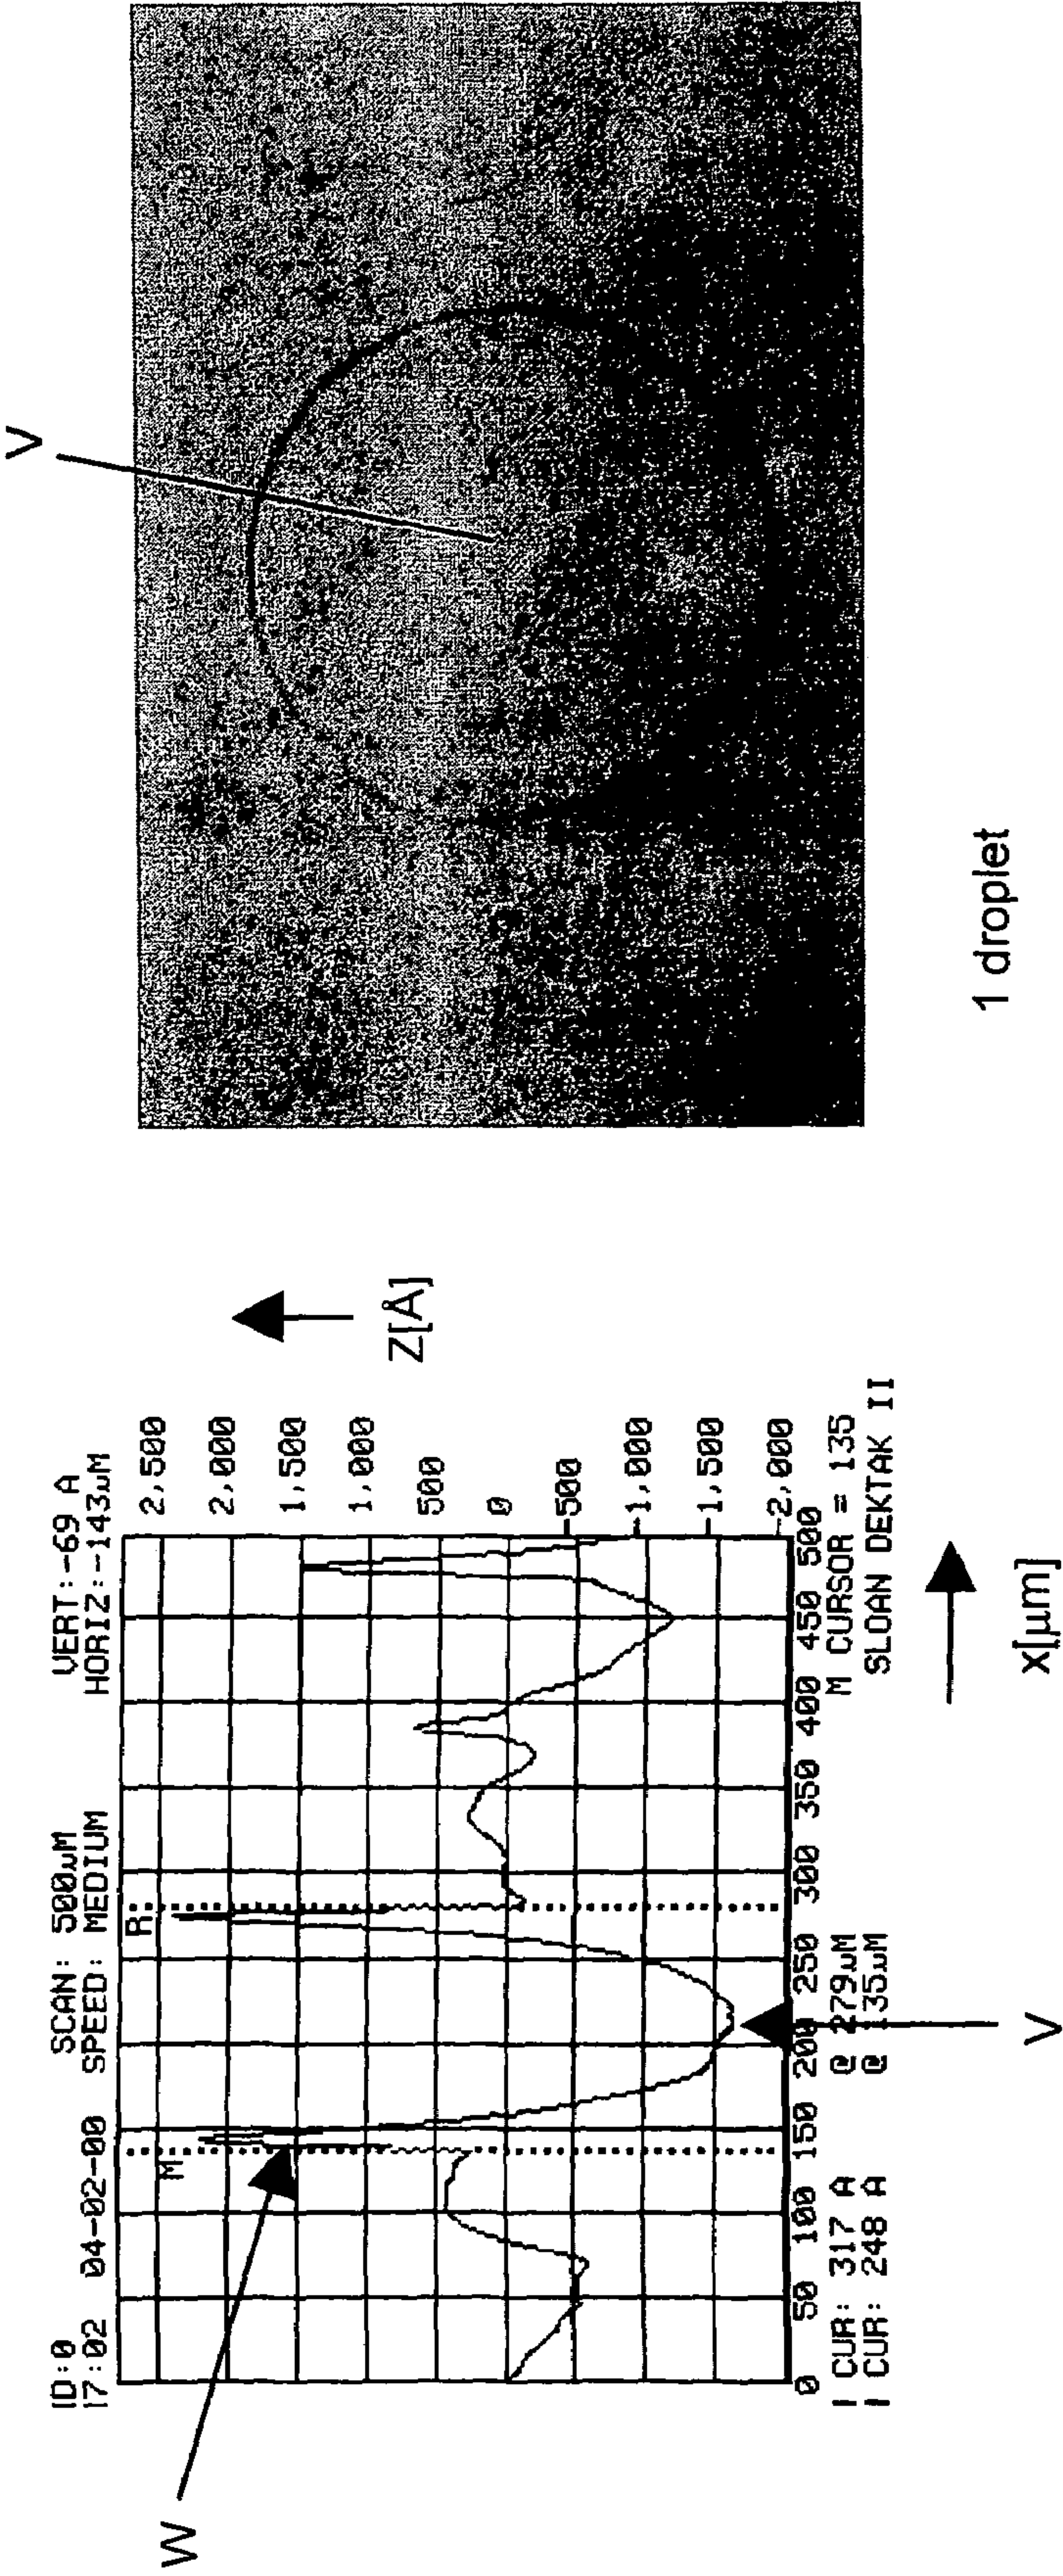 ID:0 SCAN: 500uM VERT:-69 A
17:02 04-02-00 SPEED: MEDIUM HORIZ:-143uM
W
M
R
2,500
2,000
1,500
1,000
500
0
-500
-1,000
-1,500
-2,000
0 50 100 150 200 250 300 350 400 450 500
CUR: 317 A @ 279uM M CURSOR = 135
CUR: 248 A @ 135uM SLOAN DEKTAK II
V
Z[Å]
x[µm]
V
1 droplet